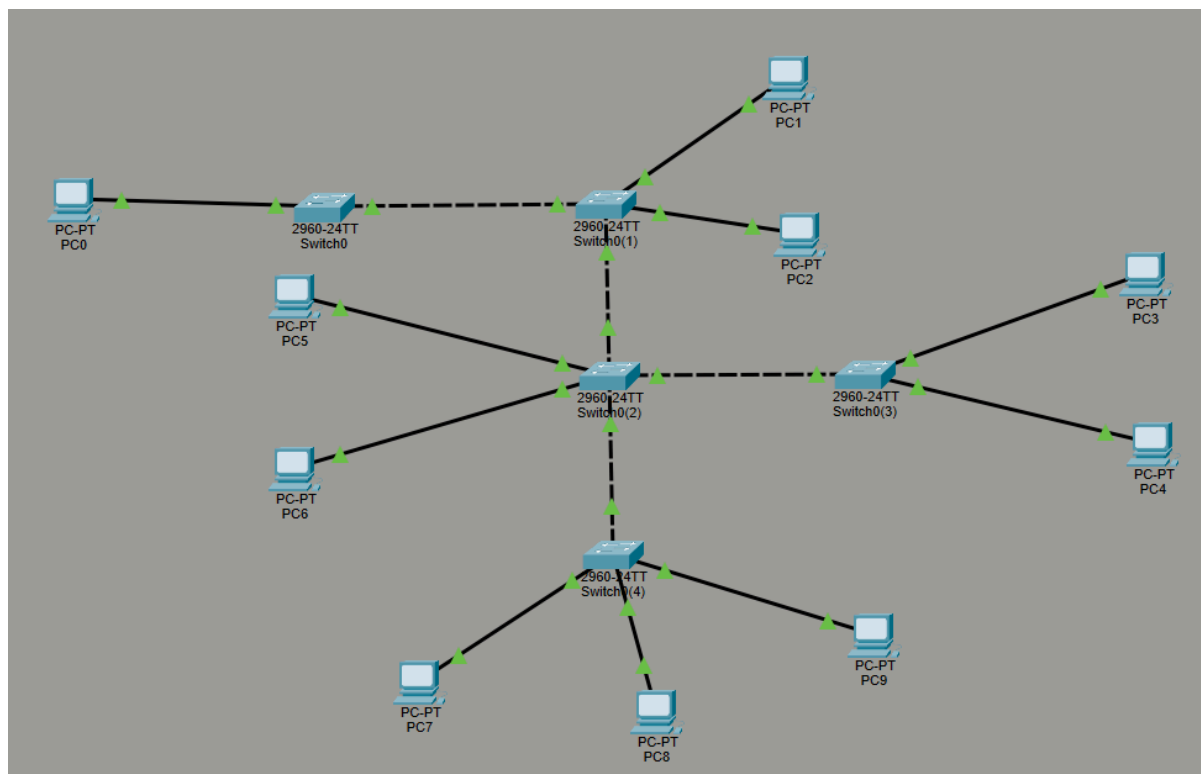 PC-PT
PC1
PC-PT
PC0
2960-24TT
Switch0
2960-24TT
Switch0(1)
PC-PT
PC2
PC-PT
PC5
PC-PT
PC3
2960-24TT
Switch0(2)
2960-24TT
Switch0(3)
PC-PT
PC4
PC-PT
PC6
2960-24TT
Switch0(4)
PC-PT
PC9
PC-PT
PC7
PC-PT
PC8